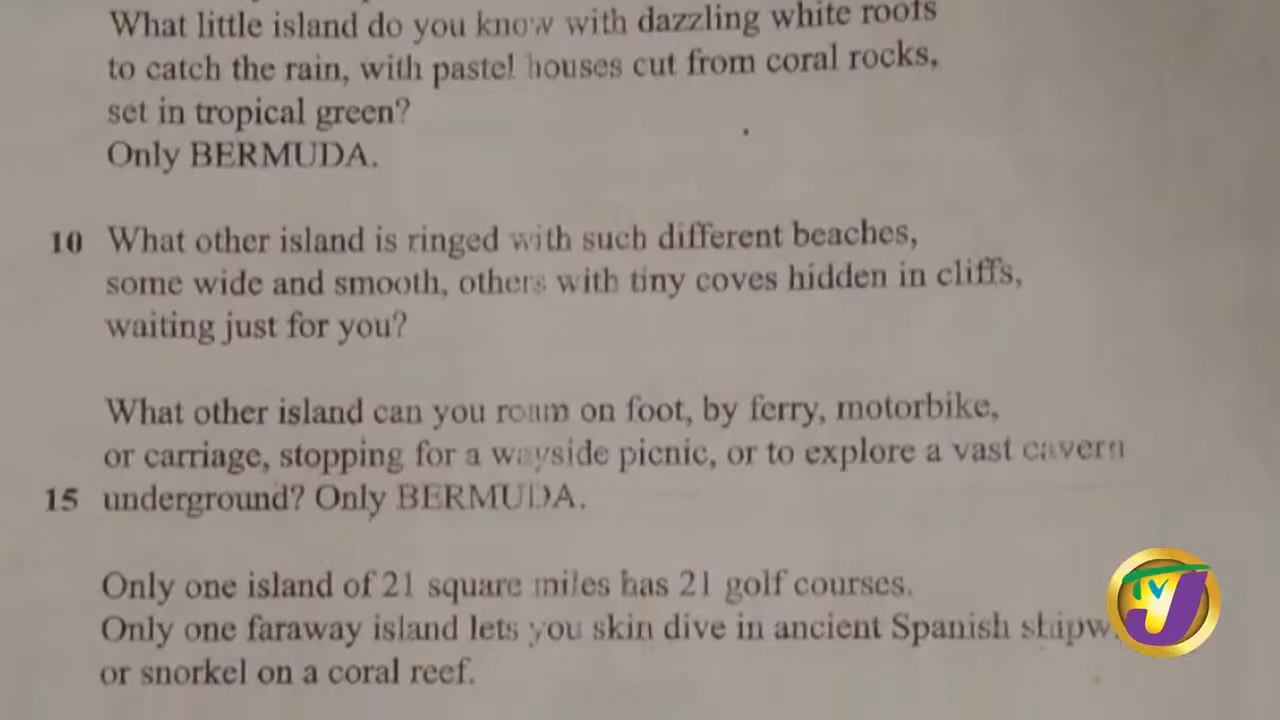 What little island do you know with dazzling white roofs
to catch the rain, with pastel houses cut from coral rocks,
set in tropical green?
Only BERMUDA.
10 What other island is ringed with such different beaches,
some wide and smooth, others with tiny coves hidden in cliffs,
waiting just for you?
What other island can you roam on foot, by ferry, motorbike,
or carriage, stopping for a wayside picnic, or to explore a vast cavern
15 underground? Only BERMUDA.
Only one island of 21 square miles has 21 golf courses.
Only one faraway island lets you skin dive in ancient Spanish shipw
or snorkel on a coral reef.
TVJ